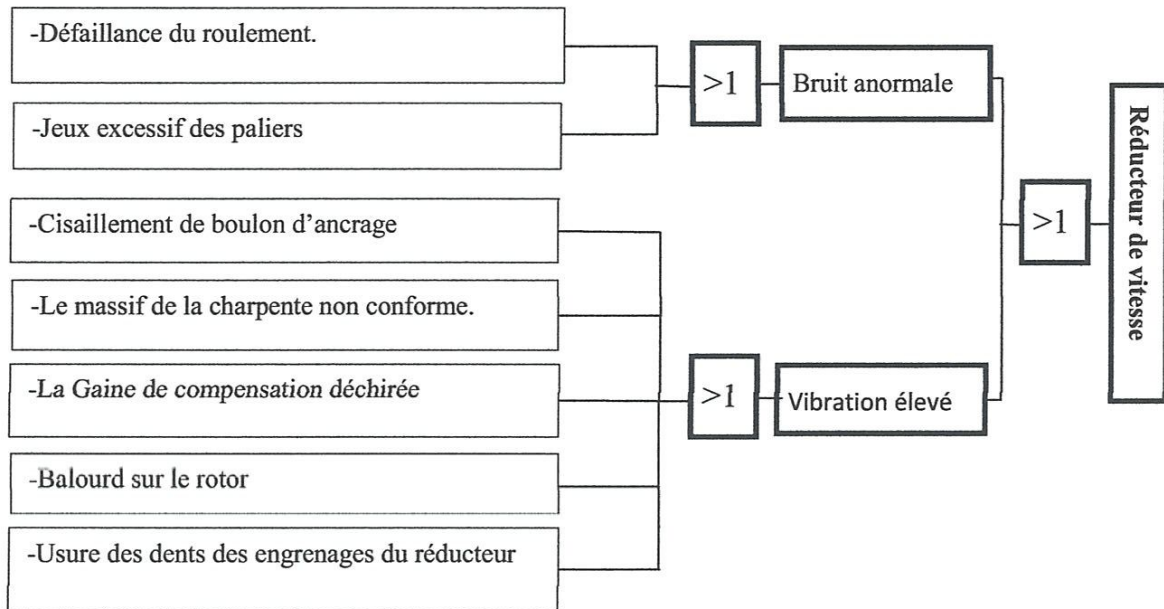 -Défaillance du roulement.
-Jeux excessif des paliers
>1
Bruit anormale
-Cisaillement de boulon d'ancrage
-Le massif de la charpente non conforme.
-La Gaine de compensation déchirée
-Balourd sur le rotor
-Usure des dents des engrenages du réducteur
>1
Vibration élevé
>1
Réducteur de vitesse